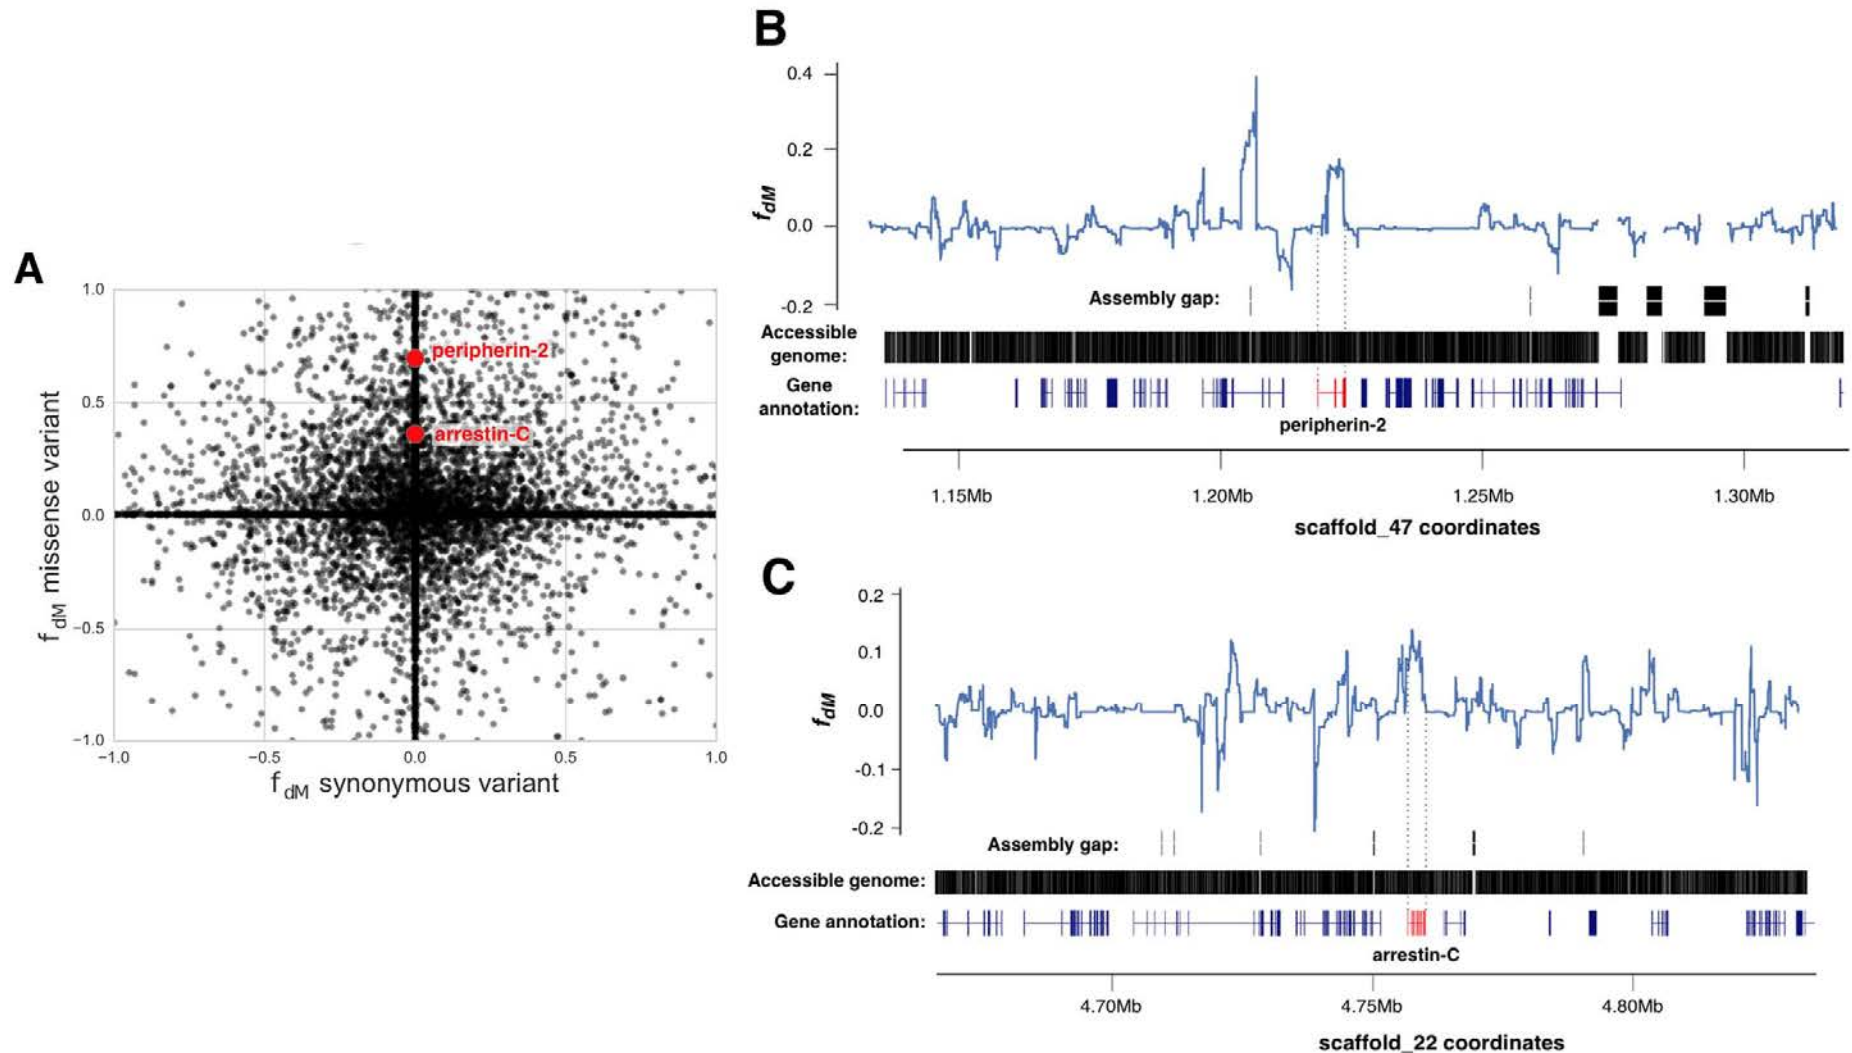 A
1.0
0.5
0.0
−0.5
−1.0
f dM missense variant
peripherin-2
arrestin-C
−1.0
−0.5
0.0
0.5
1.0
f dM synonymous variant
B
0.4
0.2
0.0
-0.2
fdM
Assembly gap:
Accessible
genome:
Gene
annotation:
peripherin-2
1.15Mb
1.20Mb
1.25Mb
1.30Mb
scaffold_47 coordinates
C
0.2
0.1
0.0
-0.1
-0.2
fdM
Assembly gap:
Accessible genome:
Gene annotation:
arrestin-C
4.70Mb
4.75Mb
4.80Mb
scaffold_22 coordinates